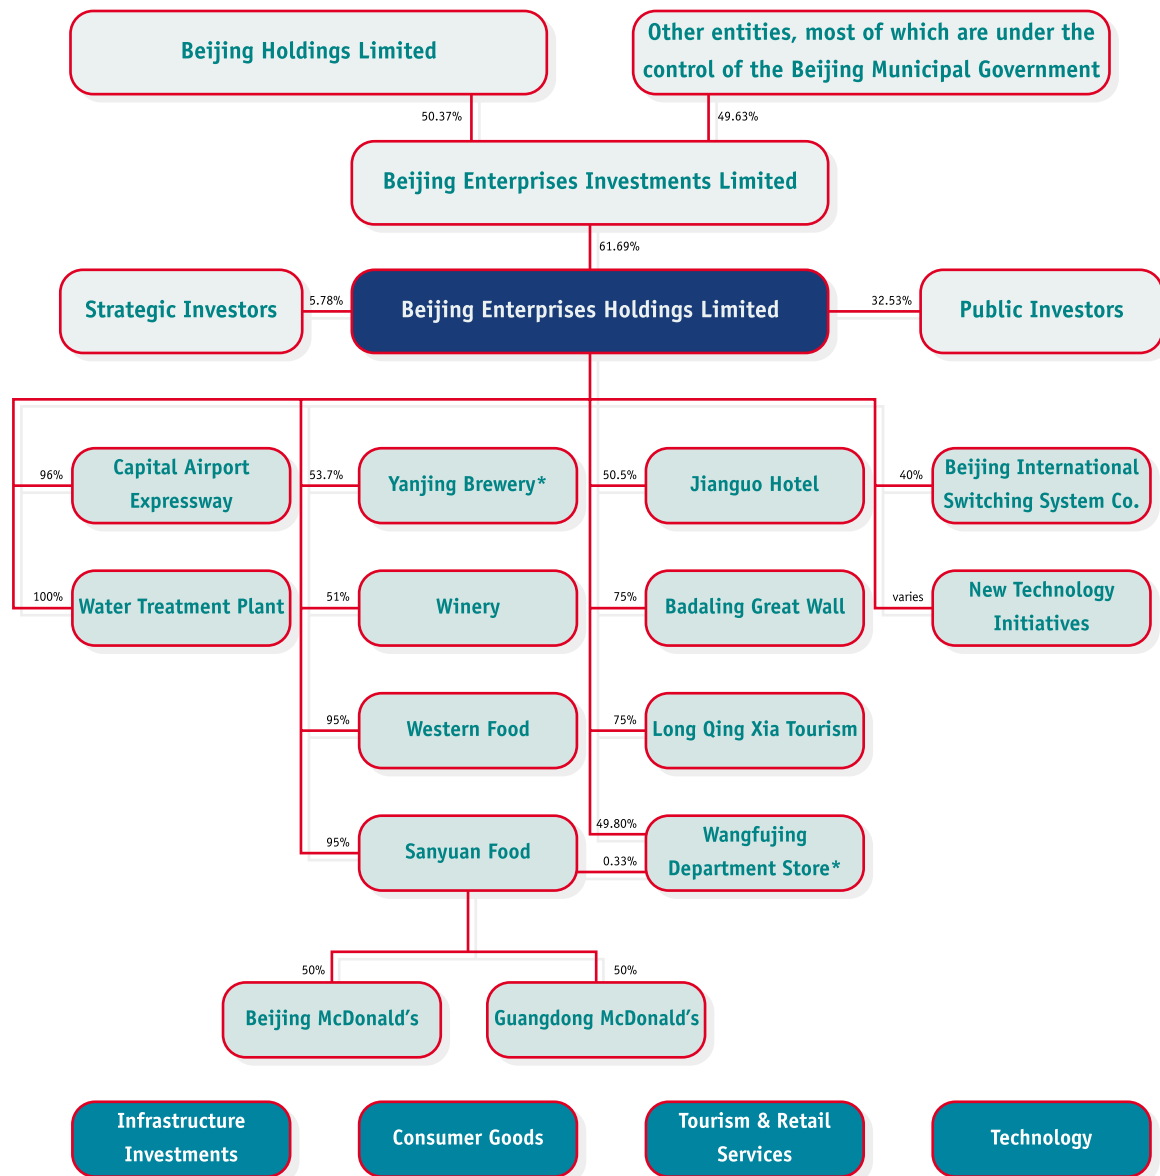 Beijing Holdings Limited
Other entities, most of which are under the
control of the Beijing Municipal Government
50.37%
49.63%
Beijing Enterprises Investments Limited
61.69%
Strategic Investors
5.78%
Beijing Enterprises Holdings Limited
32.53%
Public Investors
96%
Capital Airport
Expressway
53.7%
Yanjing Brewery*
50.5%
Jianguo Hotel
40%
Beijing International
Switching System Co.
100%
Water Treatment Plant
51%
Winery
75%
Badaling Great Wall
varies
New Technology
Initiatives
95%
Western Food
75%
Long Qing Xia Tourism
95%
Sanyuan Food
49.80%
0.33%
Wangfujing
Department Store*
50%
50%
Beijing McDonald’s
Guangdong McDonald’s
Infrastructure
Investments
Consumer Goods
Tourism & Retail
Services
Technology